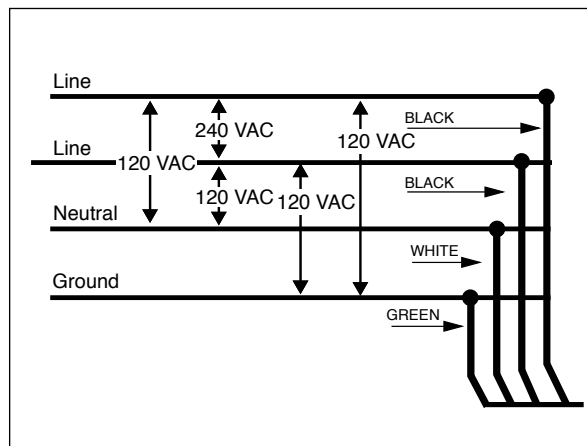 Line
BLACK
240 VAC
120 VAC
Line
120 VAC
BLACK
120 VAC
120 VAC
Neutral
WHITE
Ground
GREEN